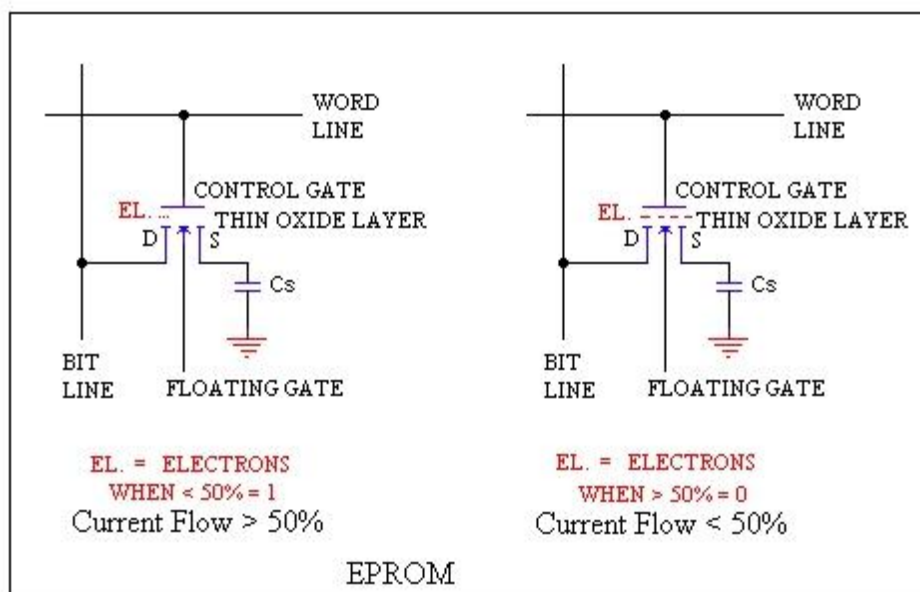 WORD
LINE
CONTROL GATE
EL.
THIN OXIDE LAYER
D
S
Cs
BIT
LINE
FLOATING GATE
EL. = ELECTRONS
WHEN < 50% = 1
Current Flow > 50%
WORD
LINE
CONTROL GATE
EL.
THIN OXIDE LAYER
D
S
Cs
BIT
LINE
FLOATING GATE
EL. = ELECTRONS
WHEN > 50% = 0
Current Flow < 50%
EPROM